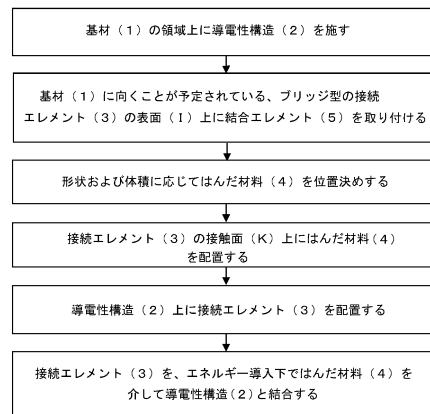 基材（１）の領域上に導電性構造（２）を施す
基材（１）に向くことが予定されている、ブリッジ型の接続
エレメント（３）の表面（Ｉ）上に結合エレメント（５）を取り付ける
形状および体積に応じてはんだ材料（４）を位置決めする
接続エレメント（３）の接触面（Ｋ）上にはんだ材料（４）
を配置する
導電性構造（２）上に接続エレメント（３）を配置する
接続エレメント（３）を、エネルギー導入下ではんだ材料（４）を
介して導電性構造（２）と結合する